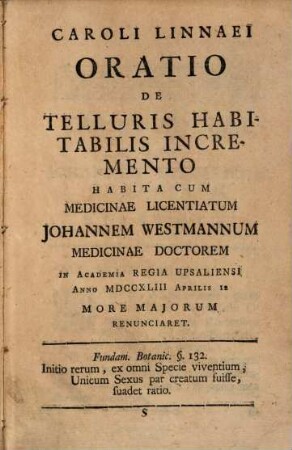 CAROLI LINNAEI
ORATIO
DE
TELLURIS HABI-
TABILIS INCRE-
MENTO
HABITA CUM
MEDICINAE LICENTIATUM
JOHANNEM WESTMANNUM
MEDICINAE DOCTOREM
IN ACADEMIA REGIA UPSALIENSI
ANNO MDCCXLIII APRILIS 12
MORE MAJORUM
RENUNCIARET.
Fundam. Botanic. §. 132.
Initio rerum, ex omni Specie viventium,
Unicum Sexus par creatum fuisse,
suadet ratio.
S